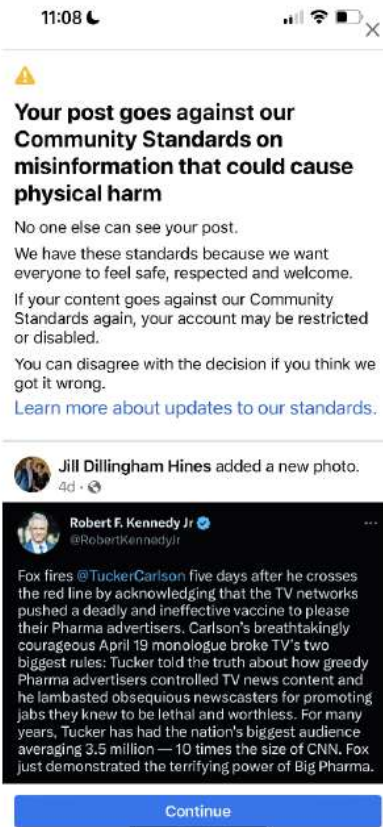 11:08
Your post goes against our
Community Standards on
misinformation that could cause
physical harm
No one else can see your post.
We have these standards because we want
everyone to feel safe, respected and welcome.
If your content goes against our Community
Standards again, your account may be restricted
or disabled.
You can disagree with the decision if you think we
got it wrong.
Learn more about updates to our standards.
Jill Dillingham Hines added a new photo.
4d ·
Robert F. Kennedy Jr
@RobertKennedyJr
Fox fires @TuckerCarlson five days after he crosses
the red line by acknowledging that the TV networks
pushed a deadly and ineffective vaccine to please
their Pharma advertisers. Carlson's breathtakingly
courageous April 19 monologue broke TV's two
biggest rules: Tucker told the truth about how greedy
Pharma advertisers controlled TV news content and
he lambasted obsequious newscasters for promoting
jabs they knew to be lethal and worthless. For many
years, Tucker has had the nation's biggest audience
averaging 3.5 million — 10 times the size of CNN. Fox
just demonstrated the terrifying power of Big Pharma.
Continue